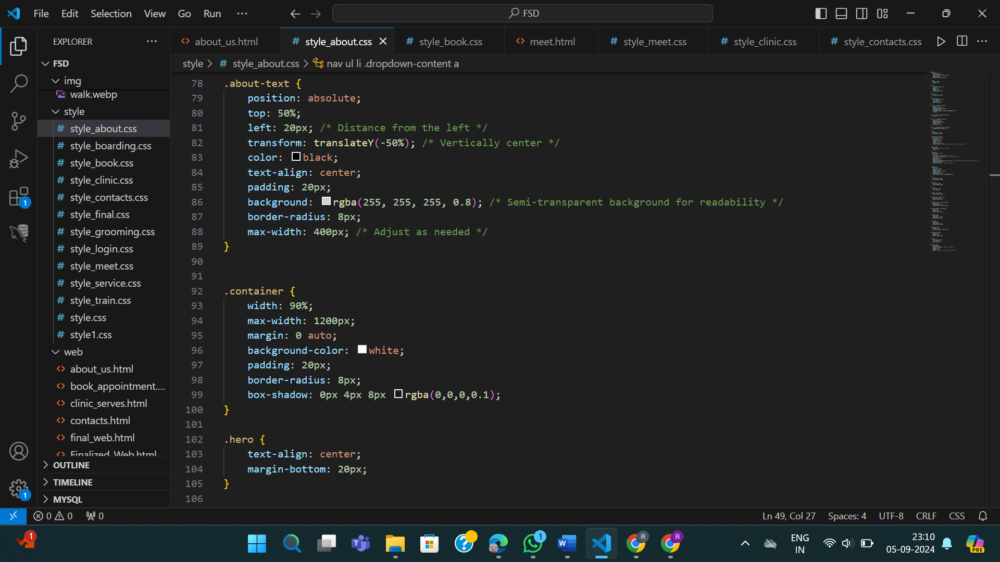 File Edit Selection View Go Run ···
FSD
EXPLORER ···
about_us.html
# style_about.css
# style_book.css
meet.html
# style_meet.css
# style_clinic.css
# style_contacts.css
style > # style_about.css > nav ul li .dropdown-content a
FSD
img
walk.webp
style
# style_about.css
# style_boarding.css
# style_book.css
# style_clinic.css
# style_contacts.css
# style_final.css
# style_grooming.css
# style_login.css
# style_meet.css
# style_service.css
# style_train.css
# style.css
# style1.css
web
<> about_us.html
<> book_appointment....
<> clinic_serves.html
<> contacts.html
<> final_web.html
<> Finalized_Web.html
OUTLINE
TIMELINE
MYSQL
1
1
78 .about-text {
79 position: absolute;
80 top: 50%;
81 left: 20px; /* Distance from the left */
82 transform: translateY(-50%); /* Vertically center */
83 color: black;
84 text-align: center;
85 padding: 20px;
86 background: rgba(255, 255, 255, 0.8); /* Semi-transparent background for readability */
87 border-radius: 8px;
88 max-width: 400px; /* Adjust as needed */
89 }
90
91
92 .container {
93 width: 90%;
94 max-width: 1200px;
95 margin: 0 auto;
96 background-color: white;
97 padding: 20px;
98 border-radius: 8px;
99 box-shadow: 0px 4px 8px rgba(0,0,0,0.1);
100 }
101
102 .hero {
103 text-align: center;
104 margin-bottom: 20px;
105 }
106
0 0 0
Ln 49, Col 27 Spaces: 4 UTF-8 CRLF CSS
1
1
R
R
ENG
IN
23:10
05-09-2024
PRE